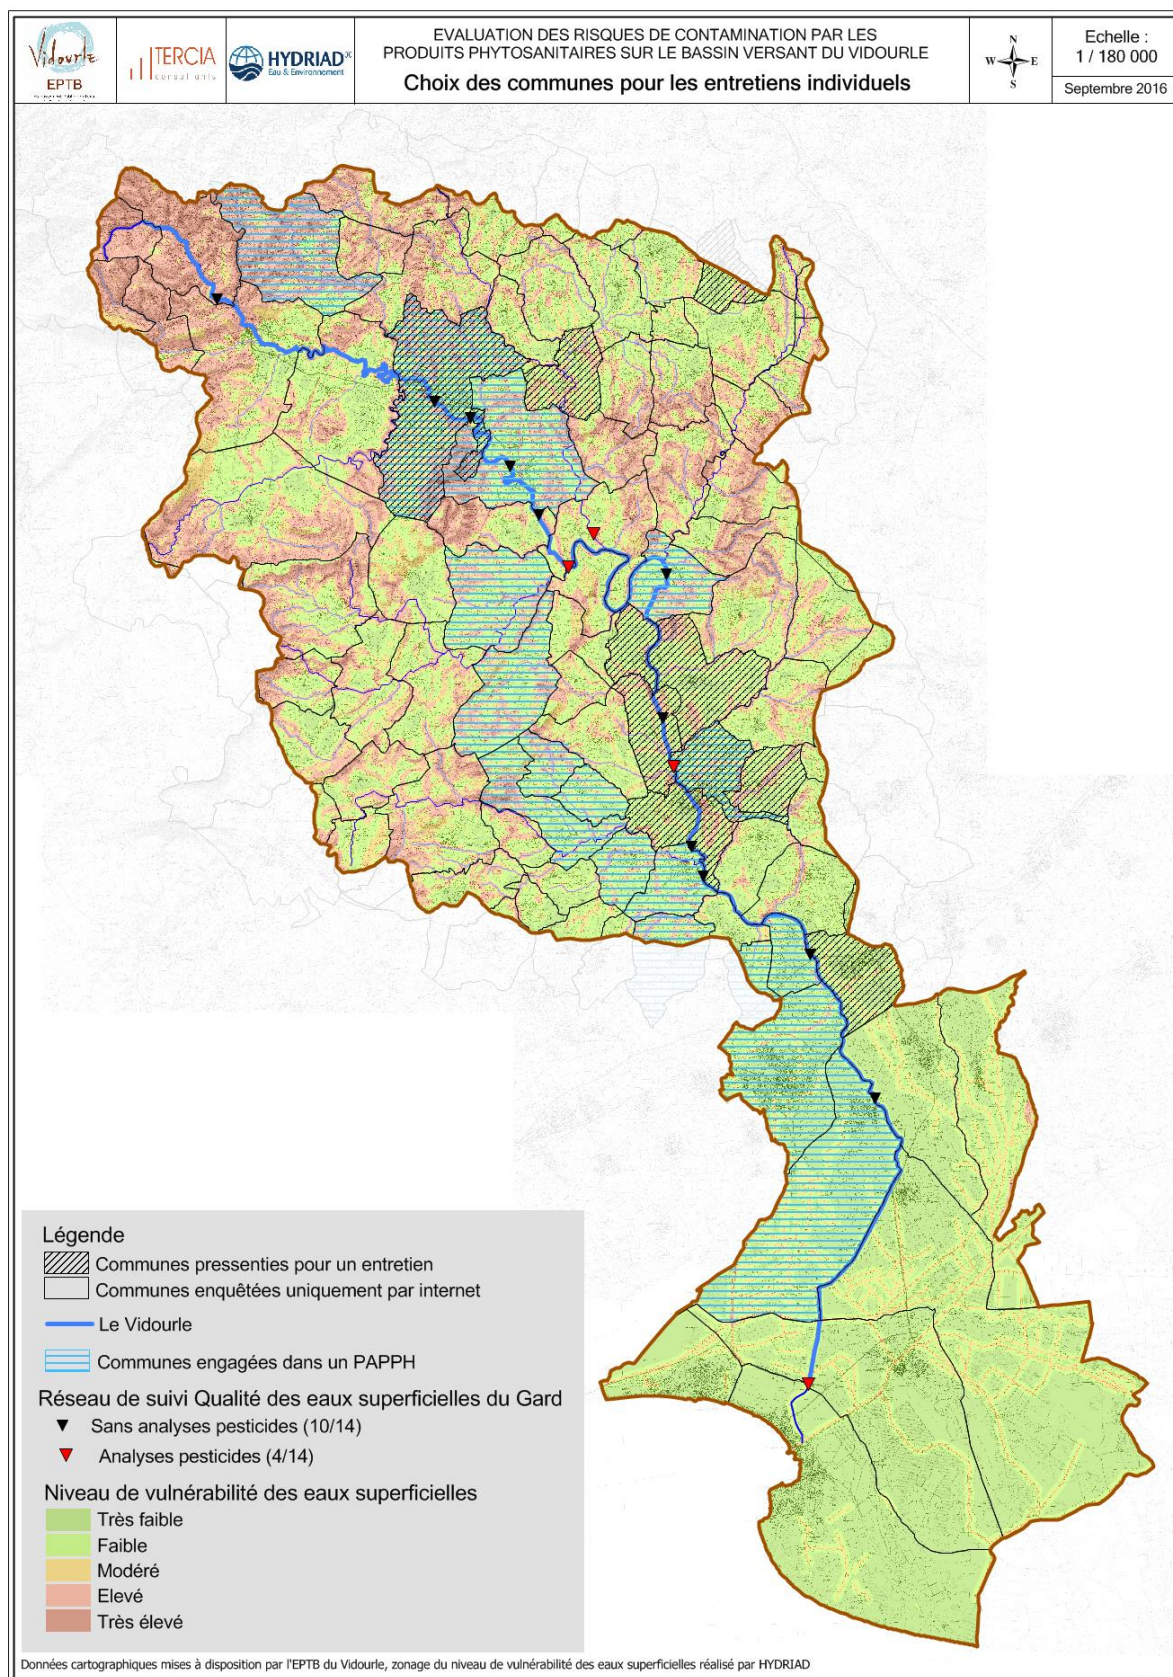 Vidourle
EPTB
TERCIA
consultants
HYDRIAD
Eau & Environnement
EVALUATION DES RISQUES DE CONTAMINATION PAR LES
PRODUITS PHYTOSANITAIRES SUR LE BASSIN VERSANT DU VIDOURLE
Choix des communes pour les entretiens individuels
N
W E
S
Echelle :
1 / 180 000
Septembre 2016
Légende
Communes pressenties pour un entretien
Communes enquêtées uniquement par internet
Le Vidourle
Communes engagées dans un PAPPH
Réseau de suivi Qualité des eaux superficielles du Gard
Sans analyses pesticides (10/14)
Analyses pesticides (4/14)
Niveau de vulnérabilité des eaux superficielles
Très faible
Faible
Modéré
Elevé
Très élevé
Données cartographiques mises à disposition par l'EPTB du Vidourle, zonage du niveau de vulnérabilité des eaux superficielles réalisé par HYDRIAD